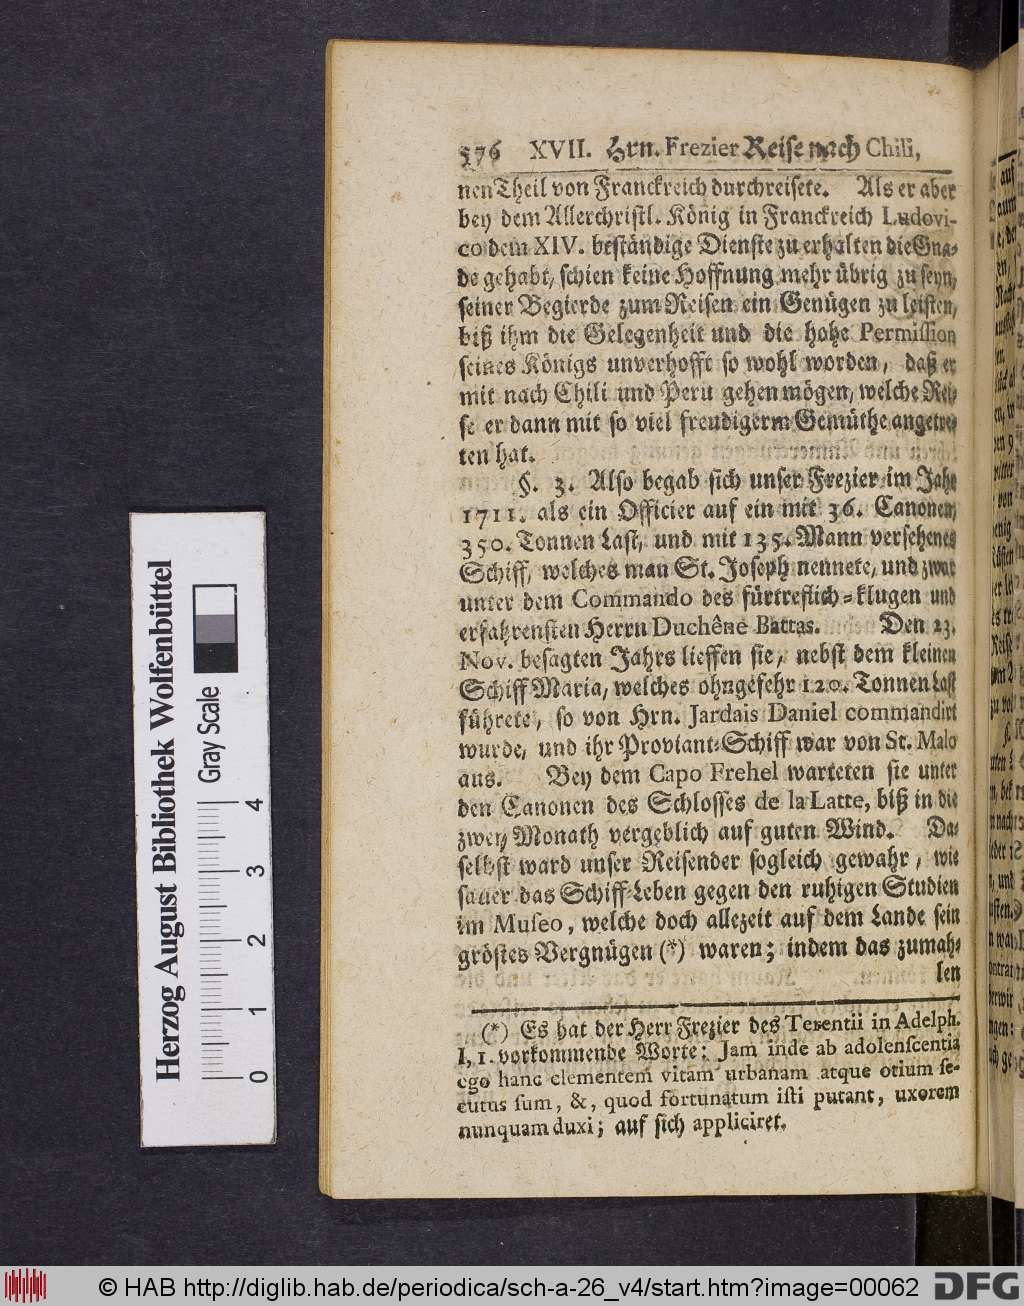 576 XVII. Hrn. Frezier Reise nach Chili,
nen Theil von Franckreich durchreisete. Als er aber
bey dem Allerchristl. König in Franckreich Ludovi-
co dem XIV. beständige Dienste zu erhalten die Gna-
de gehabt, schien keine Hoffnung mehr übrig zu seyn,
seiner Begierde zum Reisen ein Genügen zu leisten,
biß ihm die Gelegenheit und die hohe Permission
seines Königs unverhofft so wohl worden, daß er
mit nach Chili und Peru gehen mögen, welche Rei-
se er dann mit so viel freudigerm Gemüthe angetre-
ten hat.
§. 3. Also begab sich unser Frezier im Jahr
1711. als ein Officier auf ein mit 36. Canonen,
350. Tonnen Last, und mit 135. Mann versehenes
Schiff, welches man St. Joseph nennete, und zwar
unter dem Commando des fürtreflich-klugen und
erfahrensten Herrn Duchêne Battas. Den 23.
Nov. besagten Jahrs lieffen sie, nebst dem kleinen
Schiff Maria, welches ohngefehr 120. Tonnen Last
führete, so von Hrn. Jardais Daniel commandirt
wurde, und ihr Proviant-Schiff war von St. Malo
aus. Bey dem Capo Frehel warteten sie unter
den Canonen des Schlosses de la Latte, biß in die
zwey Monath vergeblich auf guten Wind. Da-
selbst ward unser Reisender sogleich gewahr, wie
sauer das Schiff-Leben gegen den ruhigen Studien
im Museo, welche doch allezeit auf dem Lande sein
gröstes Vergnügen (*) waren; indem das zumah-
len
(*) Es hat der Herr Frezier des Terentii in Adelph.
I, 1. vorkommende Worte: Jam inde ab adolenscentia
ego hanc clementem vitam urbanam atque otium se-
cutus sum, &, quod fortunatum isti putant, uxorem
nunquam duxi; auf sich appliciret.
Herzog August Bibliothek Wolfenbüttel
Gray Scale
0 1 2 3 4
© HAB http://diglib.hab.de/periodica/sch-a-26_v4/start.htm?image=00062
DFG